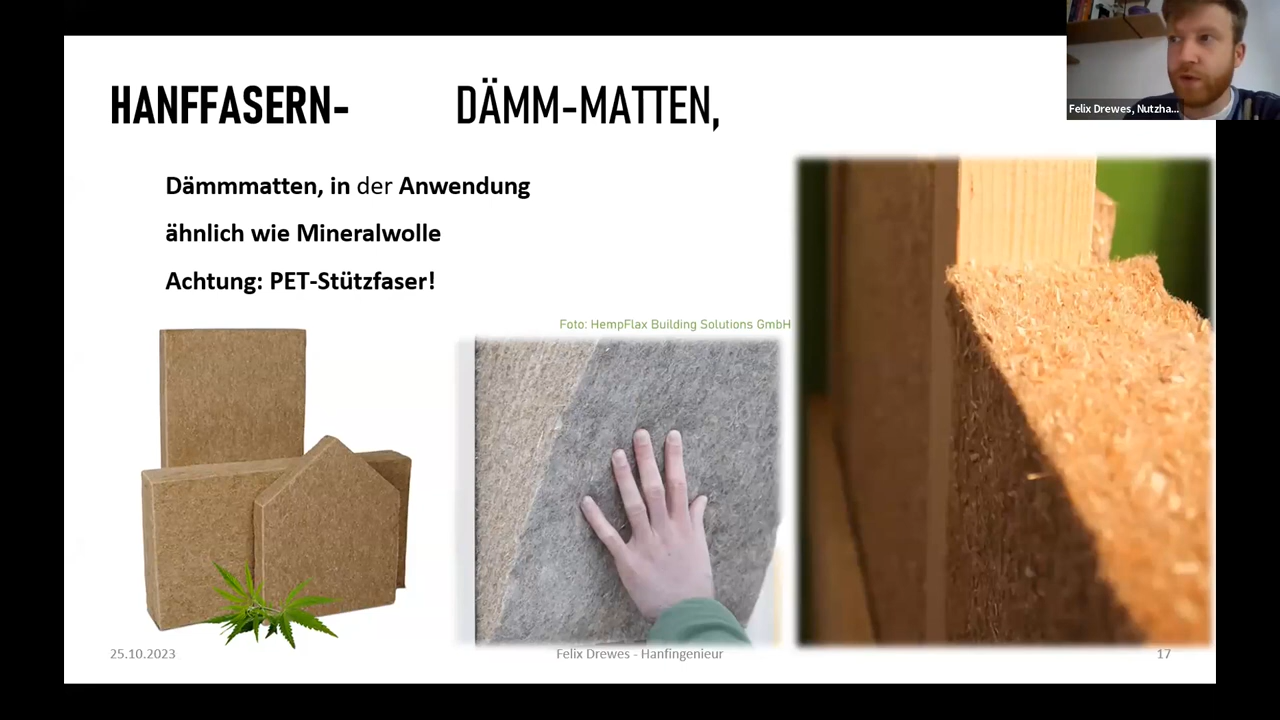 HANFFASERN- DÄMM-MATTEN,
Felix Drewes, Nutzha...
Dämmmatten, in der Anwendung
ähnlich wie Mineralwolle
Achtung: PET-Stützfaser!
Foto: HempFlax Building Solutions GmbH
25.10.2023
Felix Drewes - Hanfingenieur
17